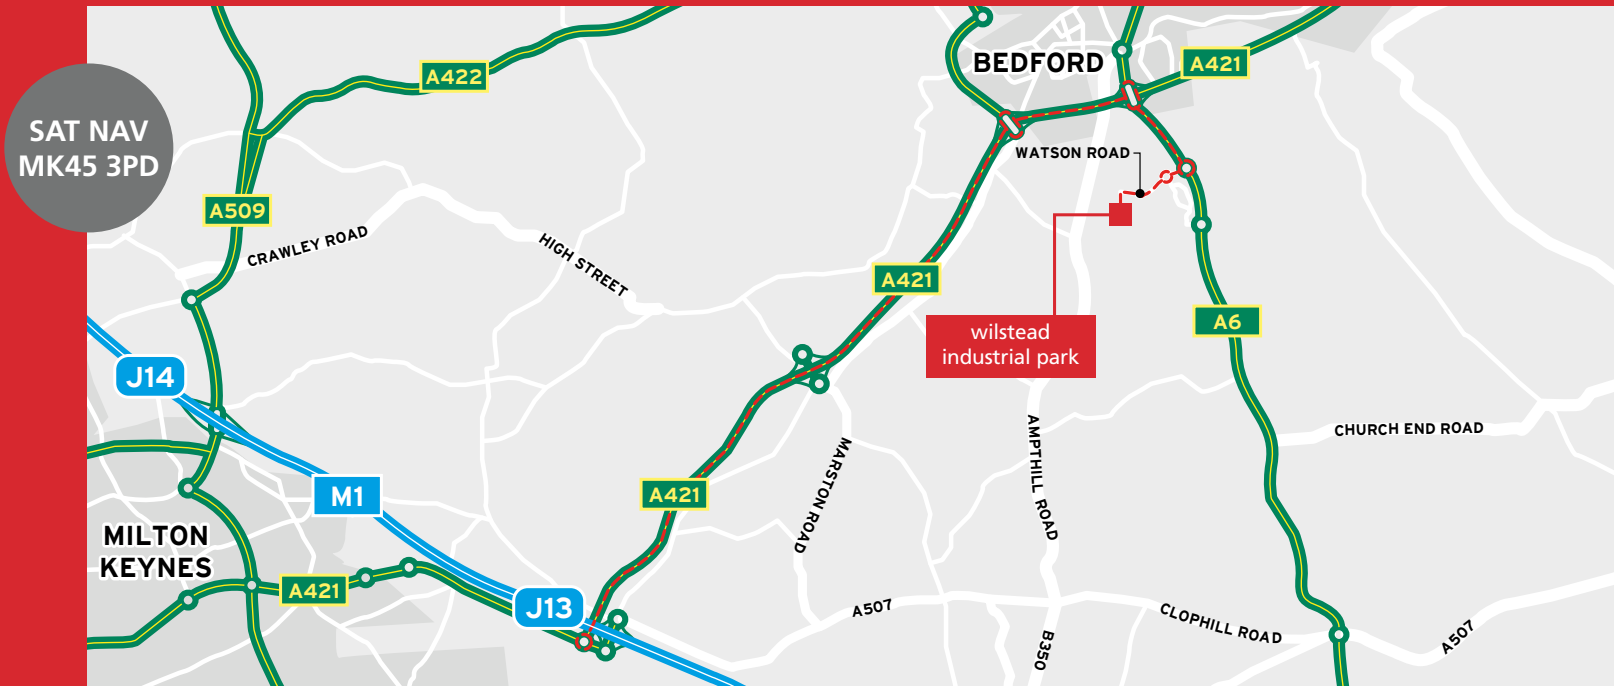 SAT NAV
MK45 3PD
A422
BEDFORD
A421
WATSON ROAD
A509
CRAWLEY ROAD
HIGH STREET
A421
A6
wilstead
industrial park
J14
CHURCH END ROAD
AMPTHILL ROAD
MARSTON ROAD
A421
M1
MILTON
KEYNES
A421
J13
A507
CLOPHILL ROAD
A507
B350